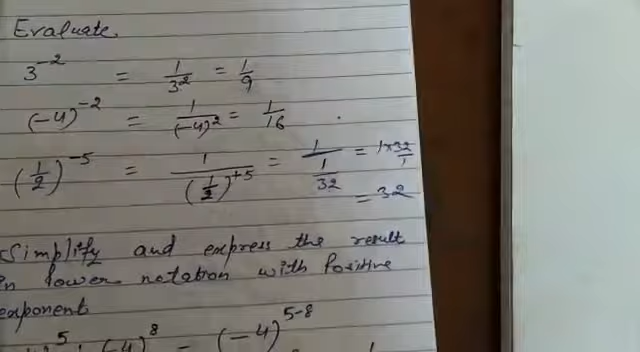 Evaluate.
3^-2 = 1/3^2 = 1/9
(-4)^-2 = 1/(-4)^2 = 1/16
(1/2)^-5 = 1/(1/2)^+5 = 1/(1/32) = 1×32/1
= 32
Simplify and express the result
in power notation with Positive
exponent
5 (-4)^8 = (-4)^5-8